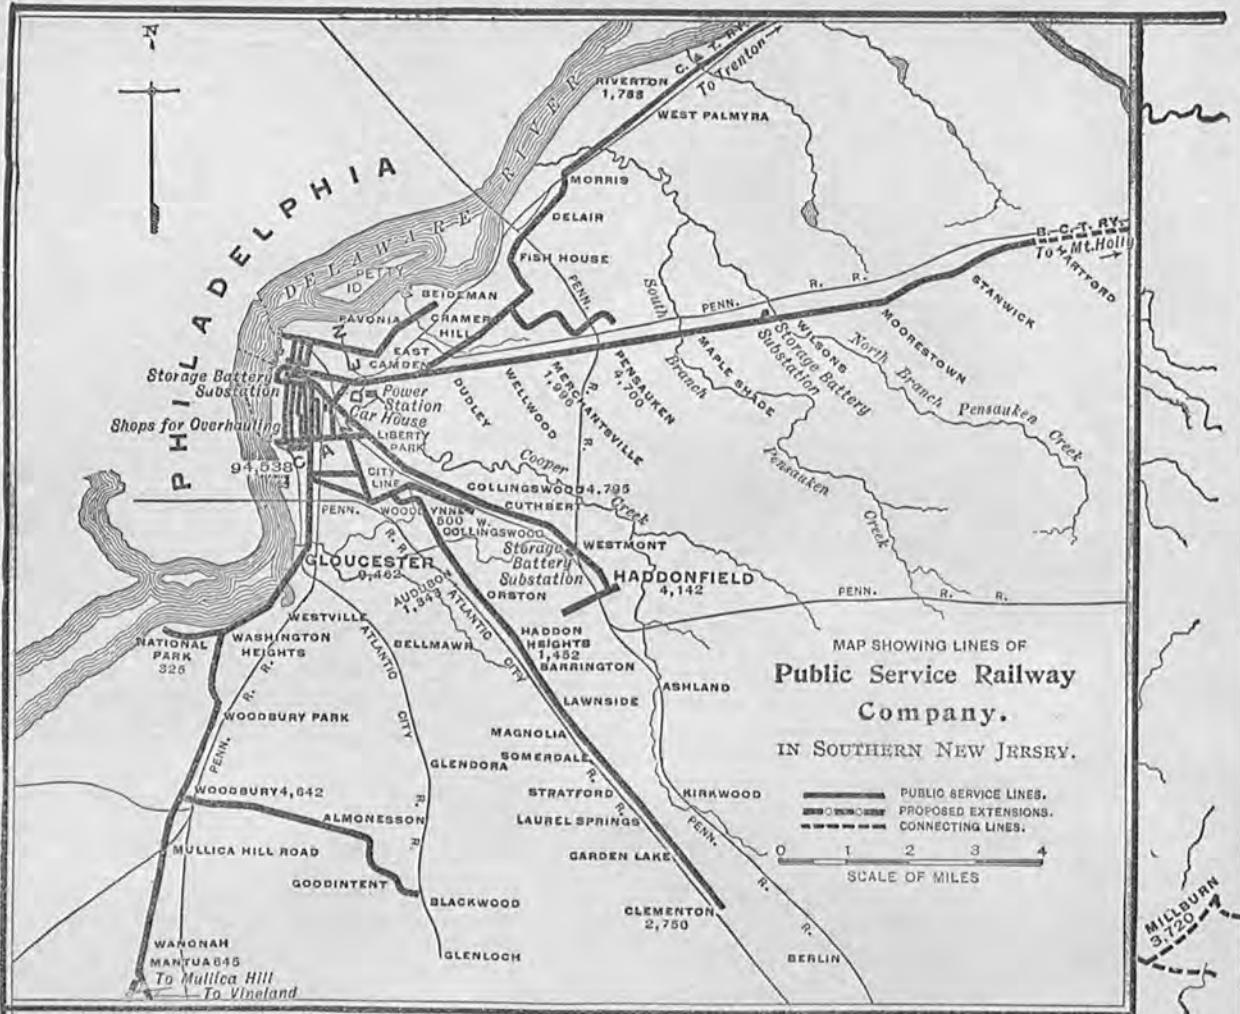 N
PHILADELPHIA
DELAWARE RIVER
PETTY
ID
C. & T. RY.
To Trenton
RIVERTON
1,788
WEST PALMYRA
MORRIS
DELAIR
FISH HOUSE
PENN.
R.
R.
BEIDEMAN
PAVONIA
CRAMER
HILL
EAST
CAMDEN
CAMDEN
94,538
B. C. T. RY.
To Mt. Holly
HARTFORD
STANWICK
MOORESTOWN
PENN.
R. R.
WILSONS
Storage Battery
Substation
MAPLE SHADE
PENSAUKEN
4,700
MERCHANTSVILLE
1,996
WELLWOOD
DUDLEY
South
Branch
Pensauken
Creek
North
Branch
Pensauken
Creek
Storage Battery
Substation
Shops for Overhauling
Power
Station
Car House
LIBERTY
PARK
CITY
LINE
Cooper
Creek
COLLINGSWOOD 4,795
CUTHBERT
PENN.
R. R.
WOODLYNNE
500
W.
COLLINGSWOOD
Storage
Battery
Substation
WESTMONT
HADDONFIELD
4,142
GLOUCESTER
9,462
AUDUBON
1,343
ORSTON
ATLANTIC
CITY
R.
R.
PENN.
R.
R.
WESTVILLE
NATIONAL
PARK
325
WASHINGTON
HEIGHTS
BELLMAWR
HADDON
HEIGHTS
1,452
BARRINGTON
LAWNSIDE
ASHLAND
ATLANTIC
CITY
R.
R.
WOODBURY PARK
PENN.
R.
R.
MAGNOLIA
SOMERDALE
GLENDORA
STRATFORD
KIRKWOOD
WOODBURY 4,642
ALMONESSON
LAUREL SPRINGS
PENN.
R.
R.
MULLICA HILL ROAD
GARDEN LAKE
GOODINTENT
BLACKWOOD
CLEMENTON
2,750
WANONAH
MANTUA 645
GLENLOCH
BERLIN
To Mullica Hill
To Vineland
MAP SHOWING LINES OF
Public Service Railway
Company.
IN SOUTHERN NEW JERSEY.
PUBLIC SERVICE LINES.
PROPOSED EXTENSIONS.
CONNECTING LINES.
0 1 2 3 4
SCALE OF MILES
MILLBURN
3,720